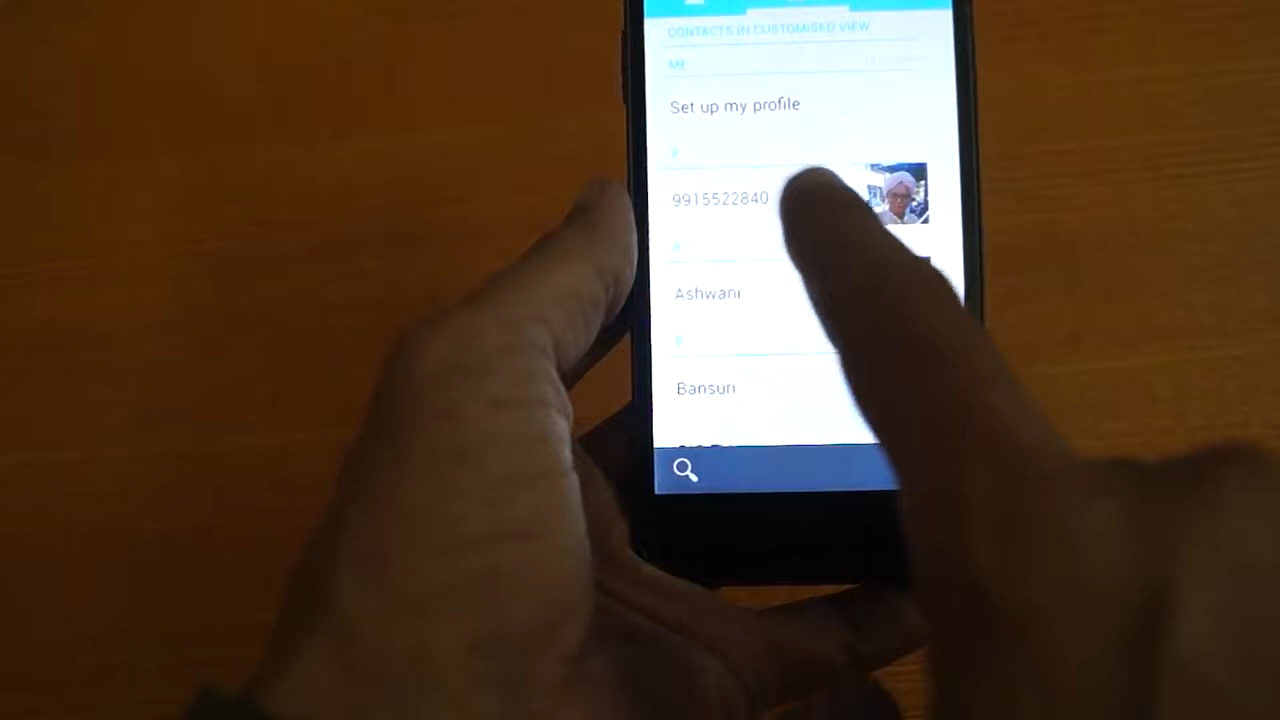 CONTACTS IN CUSTOMISED VIEW
ME
Set up my profile
9915522840
Ashwani
Bansuri